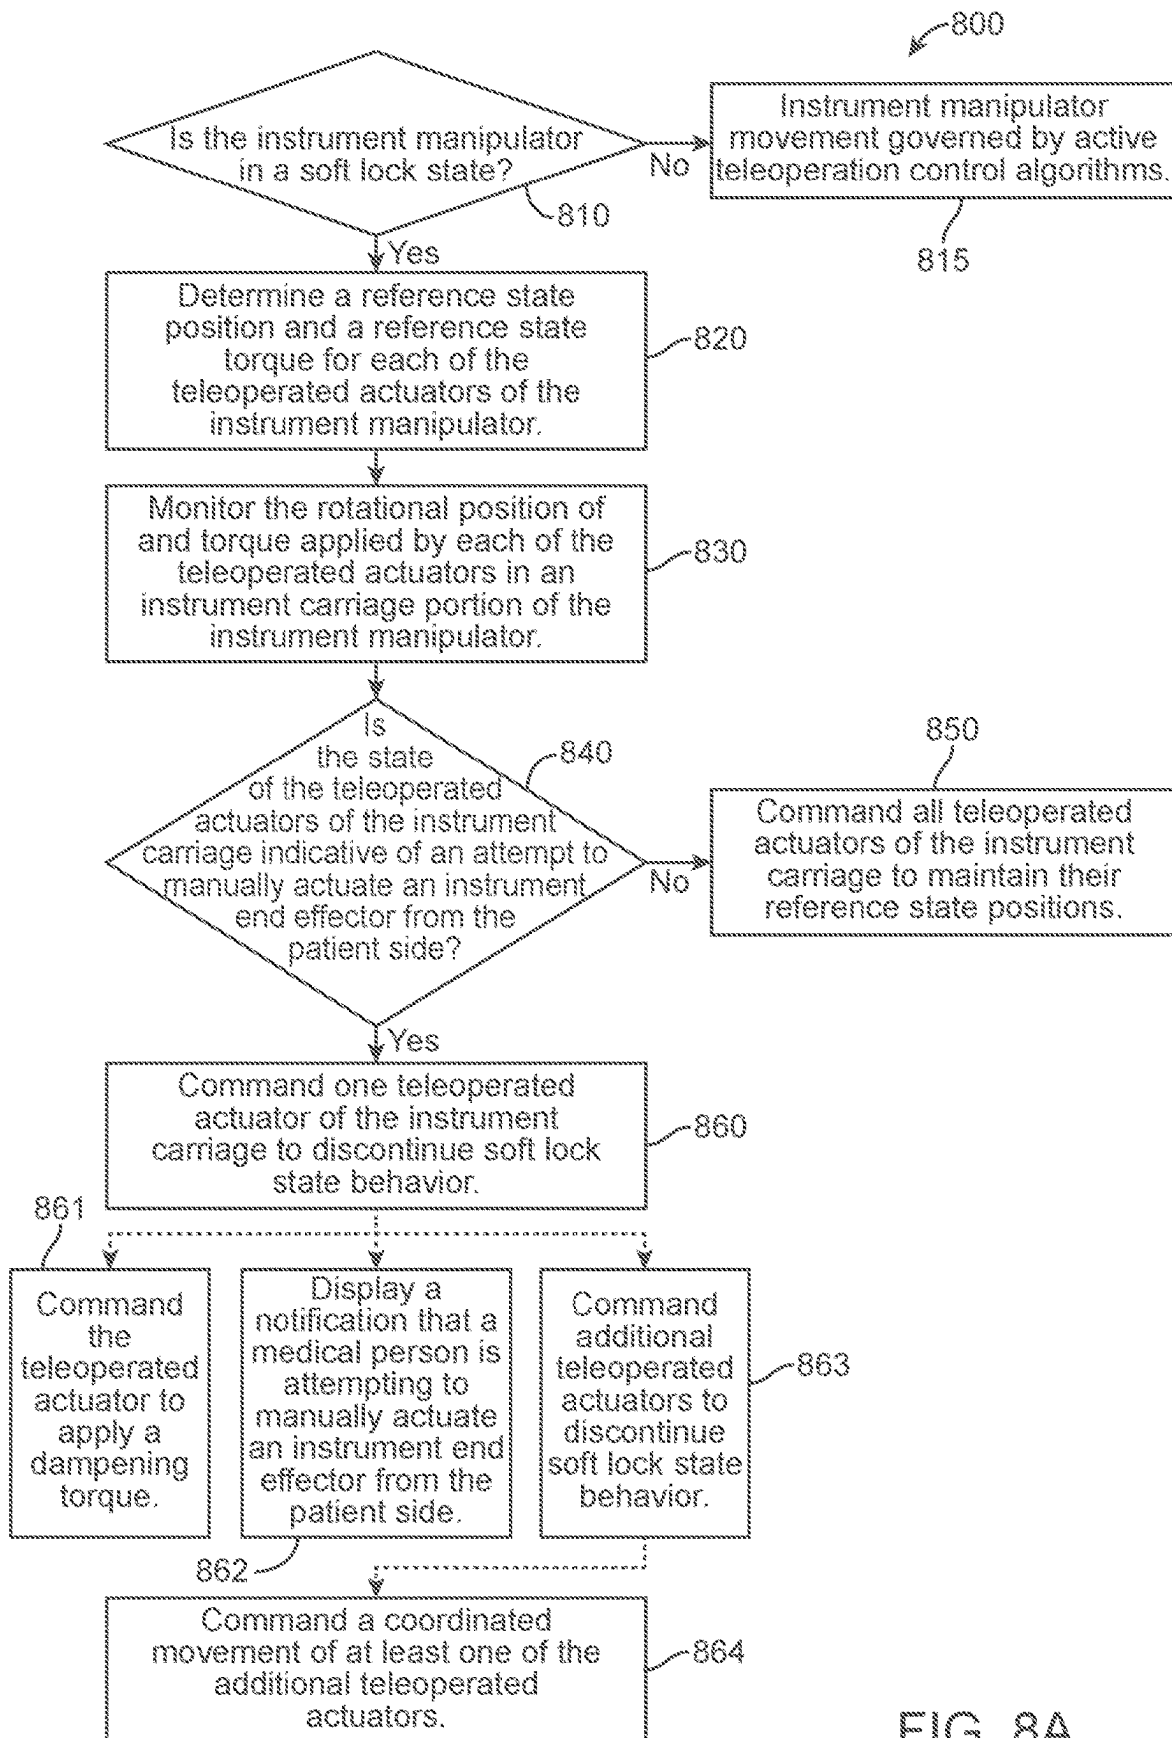 800
Is the instrument manipulator
in a soft lock state?
810
No
Instrument manipulator
movement governed by active
teleoperation control algorithms.
815
Yes
Determine a reference state
position and a reference state
torque for each of the
teleoperated actuators of the
instrument manipulator.
820
Monitor the rotational position of
and torque applied by each of the
teleoperated actuators in an
instrument carriage portion of the
instrument manipulator.
830
Is
the state
of the teleoperated
actuators of the instrument
carriage indicative of an attempt to
manually actuate an instrument
end effector from the
patient side?
840
No
850
Command all teleoperated
actuators of the instrument
carriage to maintain their
reference state positions.
Yes
Command one teleoperated
actuator of the instrument
carriage to discontinue soft lock
state behavior.
860
861
Command
the
teleoperated
actuator to
apply a
dampening
torque.
Display a
notification that a
medical person is
attempting to
manually actuate
an instrument end
effector from the
patient side.
862
Command
additional
teleoperated
actuators to
discontinue
soft lock state
behavior.
863
Command a coordinated
movement of at least one of the
additional teleoperated
actuators.
864
FIG. 8A